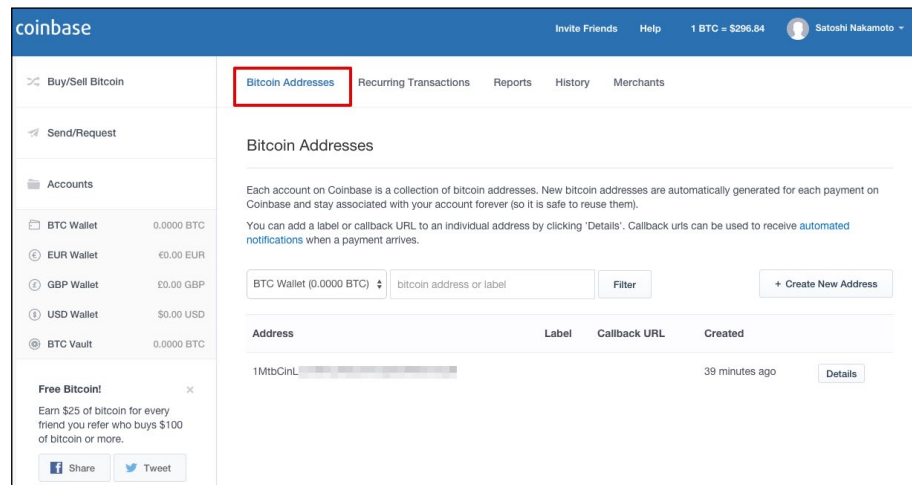 coinbase
Invite Friends Help 1 BTC = $296.84 Satoshi Nakamoto
Buy/Sell Bitcoin
Send/Request
Accounts
BTC Wallet 0.0000 BTC
EUR Wallet €0.00 EUR
GBP Wallet £0.00 GBP
USD Wallet $0.00 USD
BTC Vault 0.0000 BTC
Free Bitcoin!
Earn $25 of bitcoin for every
friend you refer who buys $100
of bitcoin or more.
Share Tweet
Bitcoin Addresses Recurring Transactions Reports History Merchants
Bitcoin Addresses
Each account on Coinbase is a collection of bitcoin addresses. New bitcoin addresses are automatically generated for each payment on
Coinbase and stay associated with your account forever (so it is safe to reuse them).
You can add a label or callback URL to an individual address by clicking 'Details'. Callback urls can be used to receive automated
notifications when a payment arrives.
BTC Wallet (0.0000 BTC) bitcoin address or label Filter + Create New Address
Address Label Callback URL Created
1MtbCinL 39 minutes ago Details